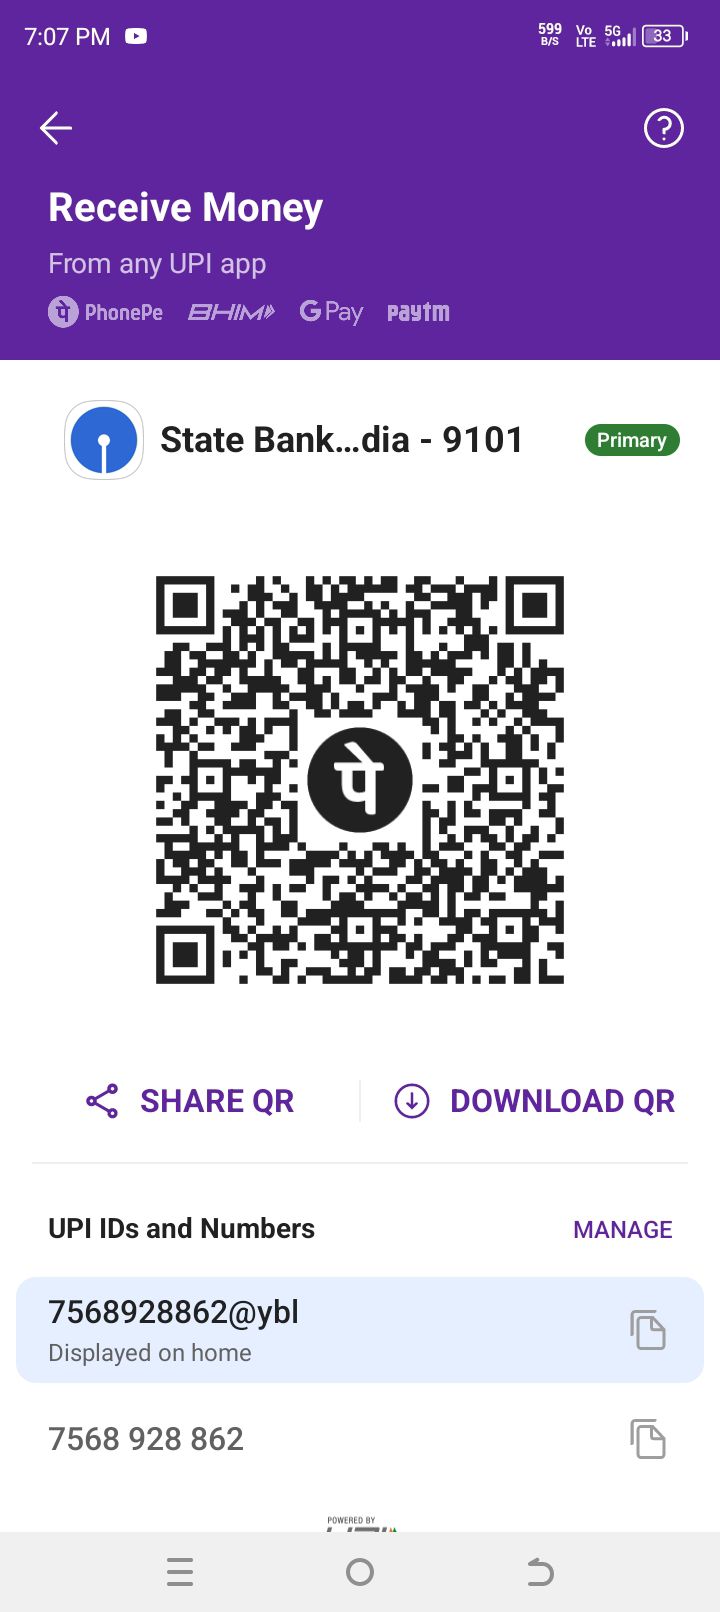 7:07 PM
599 B/S Vo LTE 5G 33
Receive Money
From any UPI app
पे PhonePe BHIM G Pay paytm
State Bank...dia - 9101 Primary
पे
SHARE QR DOWNLOAD QR
UPI IDs and Numbers MANAGE
7568928862@ybl
Displayed on home
7568 928 862
POWERED BY